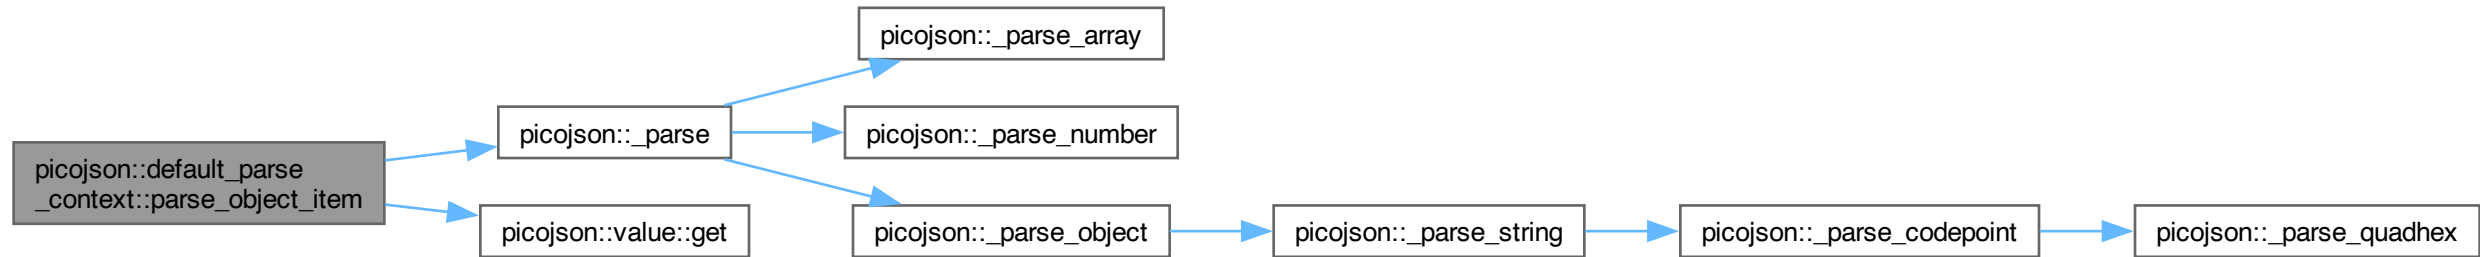 picojson::default_parse
_context::parse_object_item
picojson::_parse
picojson::value::get
picojson::_parse_array
picojson::_parse_number
picojson::_parse_object
picojson::_parse_string
picojson::_parse_codepoint
picojson::_parse_quadhex